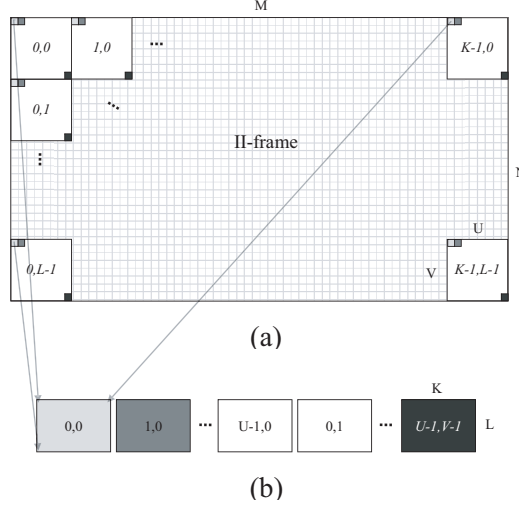 M
0,0 1,0 ... K-1,0
0,1 ...
II-frame
N
...
U
0,L-1 V K-1,L-1
(a)
K
0,0 1,0 ... U-1,0 0,1 ... U-1,V-1 L
(b)